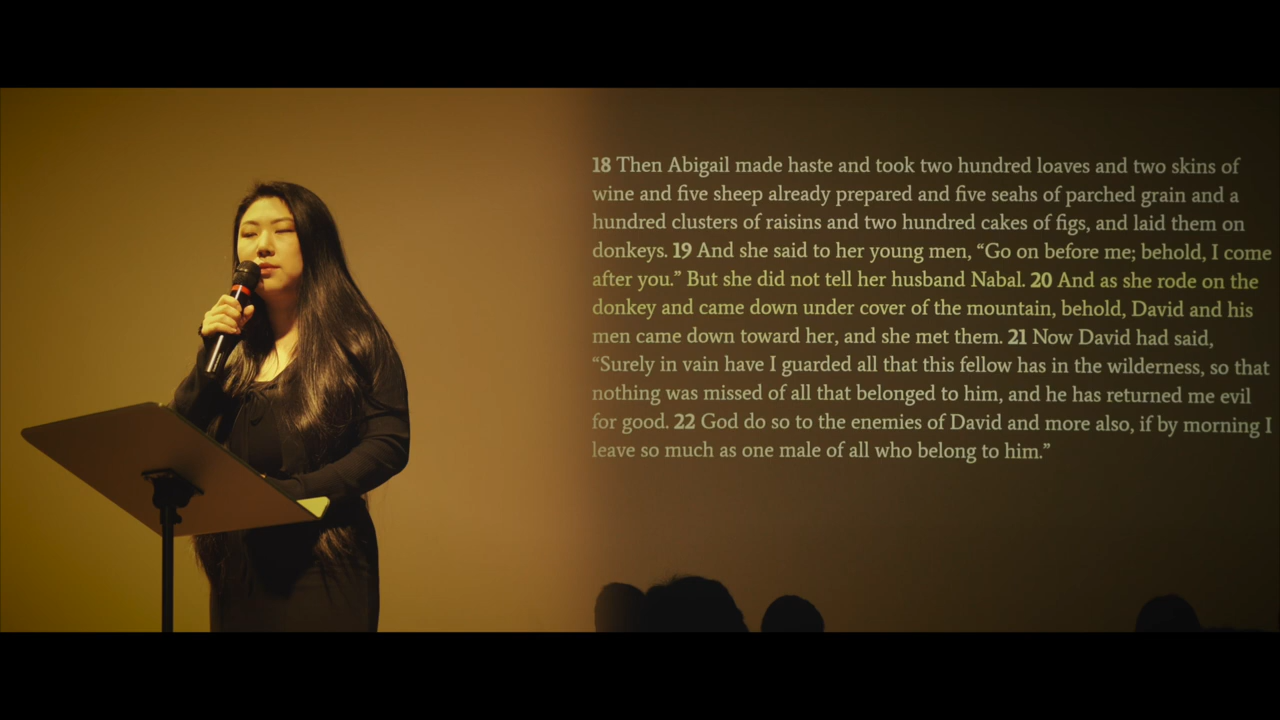 18 Then Abigail made haste and took two hundred loaves and two skins of
wine and five sheep already prepared and five seahs of parched grain and a
hundred clusters of raisins and two hundred cakes of figs, and laid them on
donkeys. 19 And she said to her young men, “Go on before me; behold, I come
after you.” But she did not tell her husband Nabal. 20 And as she rode on the
donkey and came down under cover of the mountain, behold, David and his
men came down toward her, and she met them. 21 Now David had said,
“Surely in vain have I guarded all that this fellow has in the wilderness, so that
nothing was missed of all that belonged to him, and he has returned me evil
for good. 22 God do so to the enemies of David and more also, if by morning I
leave so much as one male of all who belong to him.”